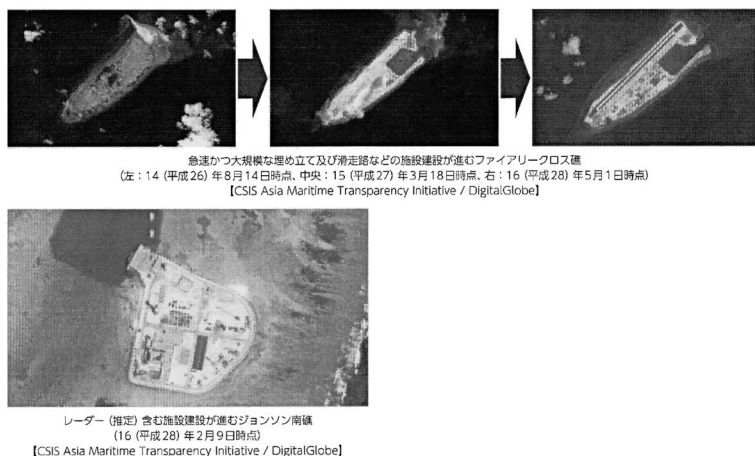 急速かつ大規模な埋め立て及び滑走路などの施設建設が進むファイアリークロス礁
(左：14 (平成26) 年8月14日時点、中央：15 (平成27) 年3月18日時点、右：16 (平成28) 年5月1日時点)
【CSIS Asia Maritime Transparency Initiative / DigitalGlobe】
レーダー (推定) 含む施設建設が進むジョンソン南礁
(16 (平成28) 年2月9日時点)
【CSIS Asia Maritime Transparency Initiative / DigitalGlobe】